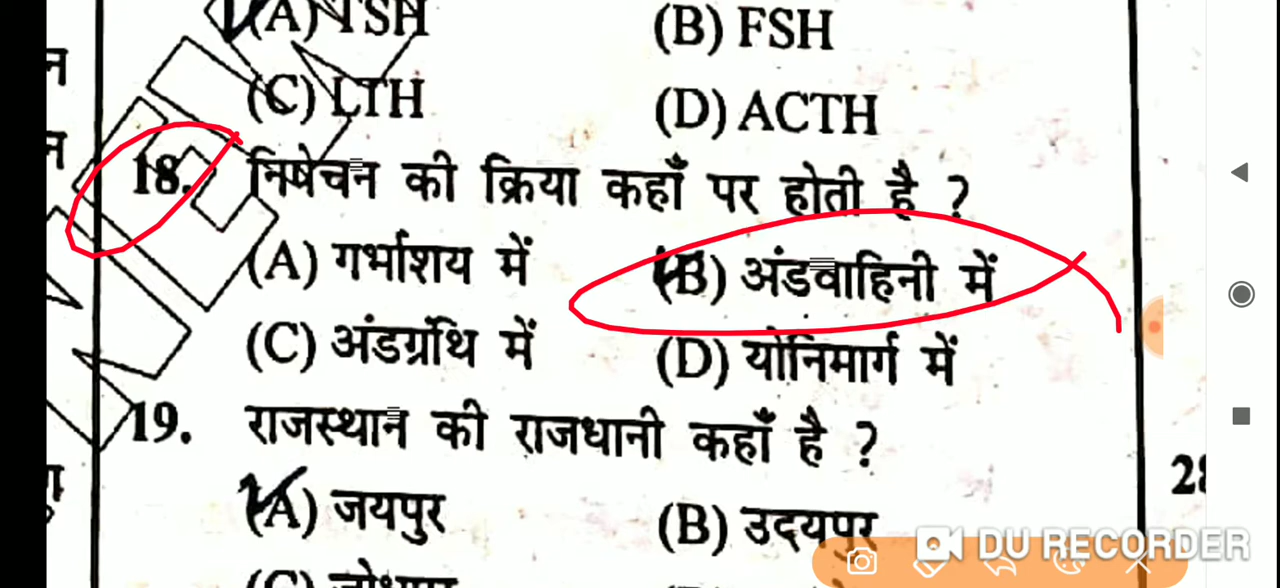 (A) TSH (B) FSH
(C) LTH (D) ACTH
18. निषेचन की क्रिया कहाँ पर होती है ?
(A) गर्भाशय में (B) अंडवाहिनी में
(C) अंडग्रंथि में (D) योनिमार्ग में
19. राजस्थान की राजधानी कहाँ है ?
(A) जयपुर (B) उदयपुर
DU RECORDER